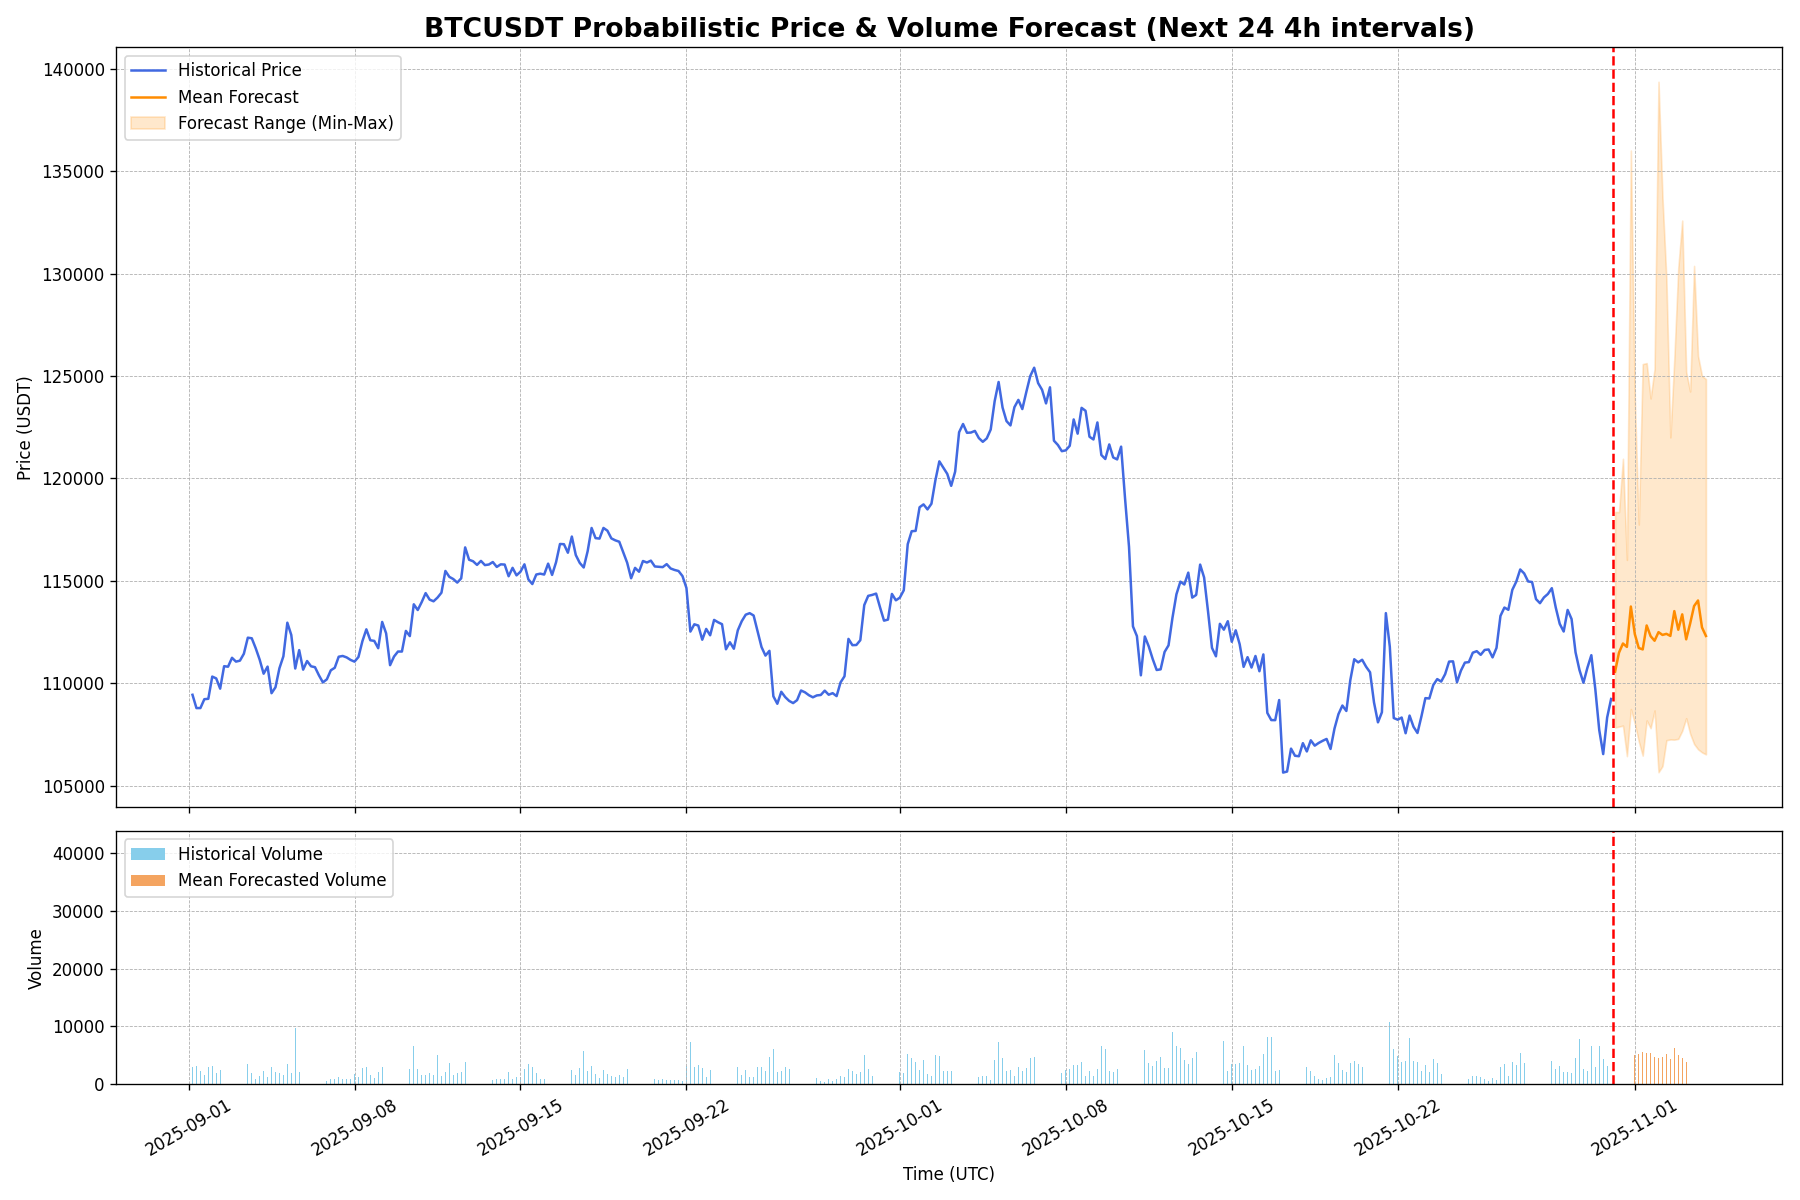 BTCUSDT Probabilistic Price & Volume Forecast (Next 24 4h intervals)
Historical Price
Mean Forecast
Forecast Range (Min-Max)
140000
135000
130000
125000
120000
115000
110000
105000
Price (USDT)
Historical Volume
Mean Forecasted Volume
40000
30000
20000
10000
0
Volume
2025-09-01
2025-09-08
2025-09-15
2025-09-22
2025-10-01
2025-10-08
2025-10-15
2025-10-22
2025-11-01
Time (UTC)